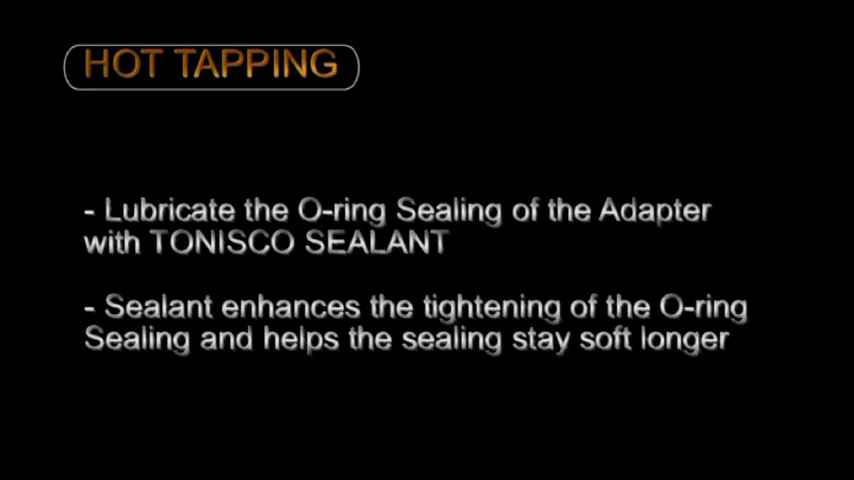 HOT TAPPING
- Lubricate the O-ring Sealing of the Adapter
with TONISCO SEALANT
- Sealant enhances the tightening of the O-ring
Sealing and helps the sealing stay soft longer